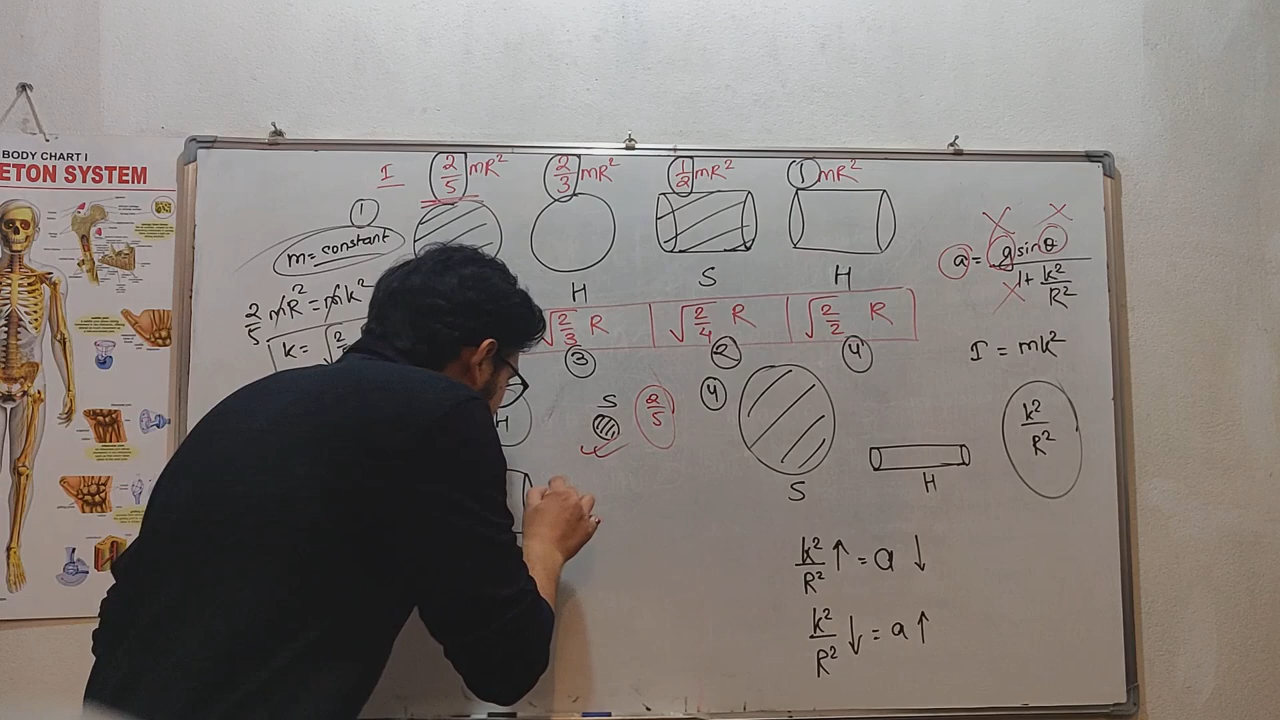 BODY CHART I
ETON SYSTEM
I 2/5 mR² 2/3 mR² 1/2 mR² 1 mR²
1
m = constant
H S H
2/5 mR² = mk²
k = √2
√2/3 R √2/4 R √2/2 R
3 2 4
a = g sin θ / 1 + k²/R²
I = mk²
H S 2/5
4 S H
k²/R²
k²/R² ↑ = a ↓
k²/R² ↓ = a ↑